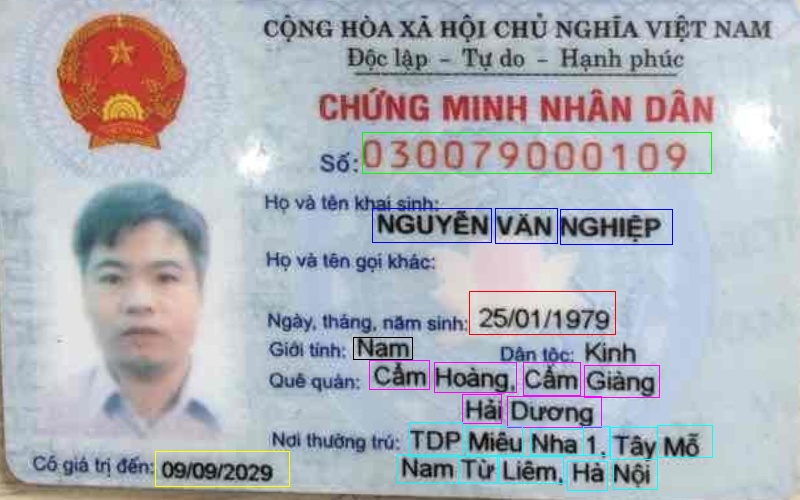 CỘNG HÒA XÃ HỘI CHỦ NGHĨA VIỆT NAM
Độc lập - Tự do - Hạnh phúc
CHỨNG MINH NHÂN DÂN
Số: 030079000109
Họ và tên khai sinh:
NGUYỄN VĂN NGHIỆP
Họ và tên gọi khác:
Ngày, tháng, năm sinh: 25/01/1979
Giới tính: Nam Dân tộc: Kinh
Quê quán: Cẩm Hoàng, Cẩm Giàng
Hải Dương
Nơi thường trú: TDP Miêu Nha 1, Tây Mỗ
Nam Từ Liêm, Hà Nội
Có giá trị đến: 09/09/2029